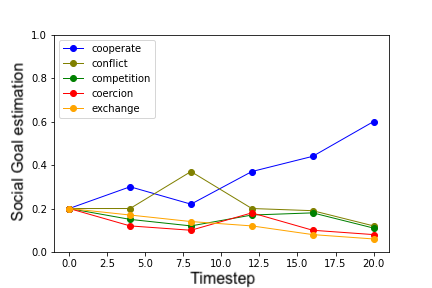 1.0
0.8
0.6
0.4
0.2
0.0
Social Goal estimation
cooperate
conflict
competition
coercion
exchange
0.0 2.5 5.0 7.5 10.0 12.5 15.0 17.5 20.0
Timestep